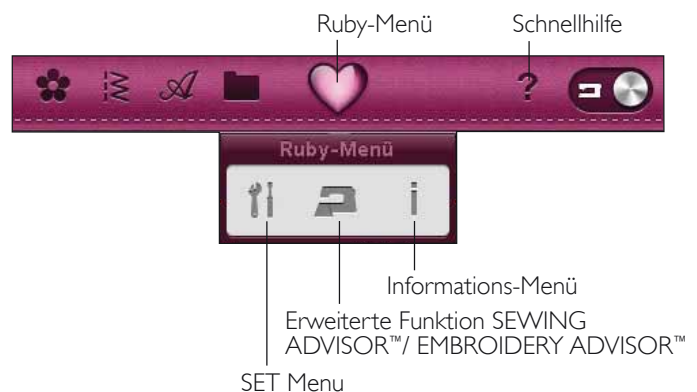 Ruby-Menü
Schnellhilfe
?
Ruby-Menü
i
Informations-Menü
Erweiterte Funktion SEWING
ADVISOR™/ EMBROIDERY ADVISOR™
SET Menu